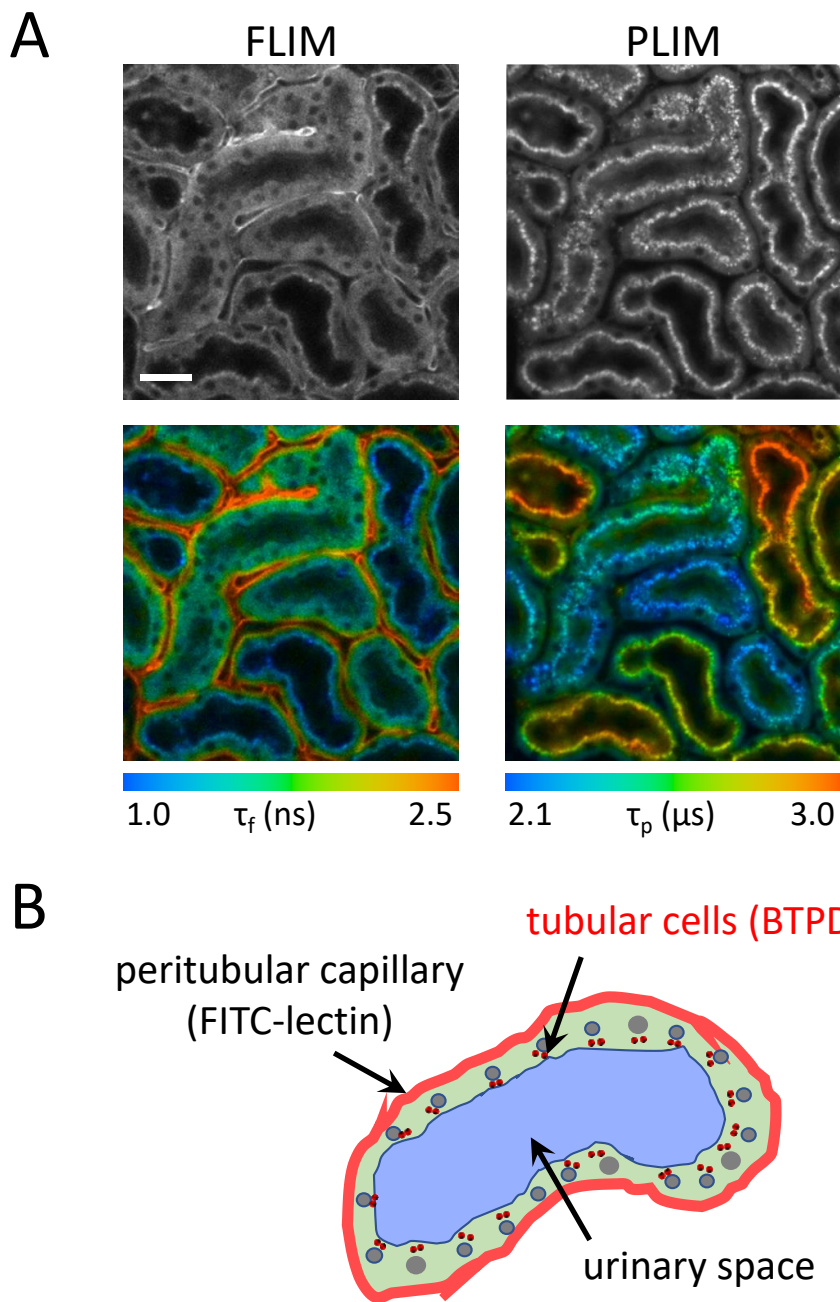 A
FLIM
PLIM
1.0 τf (ns) 2.5
2.1 τp (µs) 3.0
B
tubular cells (BTPD
peritubular capillary
(FITC-lectin)
urinary space